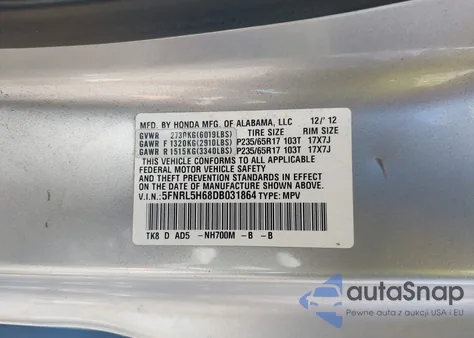 MFD. BY HONDA MFG. OF ALABAMA, LLC 12/'12
GVWR 2730KG(6019LBS) TIRE SIZE RIM SIZE
GAWR F 1320KG(2910LBS) P235/65R17 103T 17X7J
GAWR R 1515KG(3340LBS) P235/65R17 103T 17X7J
THIS VEHICLE CONFORMS TO ALL APPLICABLE
FEDERAL MOTOR VEHICLE SAFETY
AND THEFT PREVENTION STANDARDS IN EFFECT
ON THE DATE OF MANUFACTURE SHOWN ABOVE.
V.I.N.:5FNRL5H68DB031864 TYPE: MPV
TK8 D AD5 -NH700M -B -B
autoSnap
Pewne auta z aukcji USA i EU